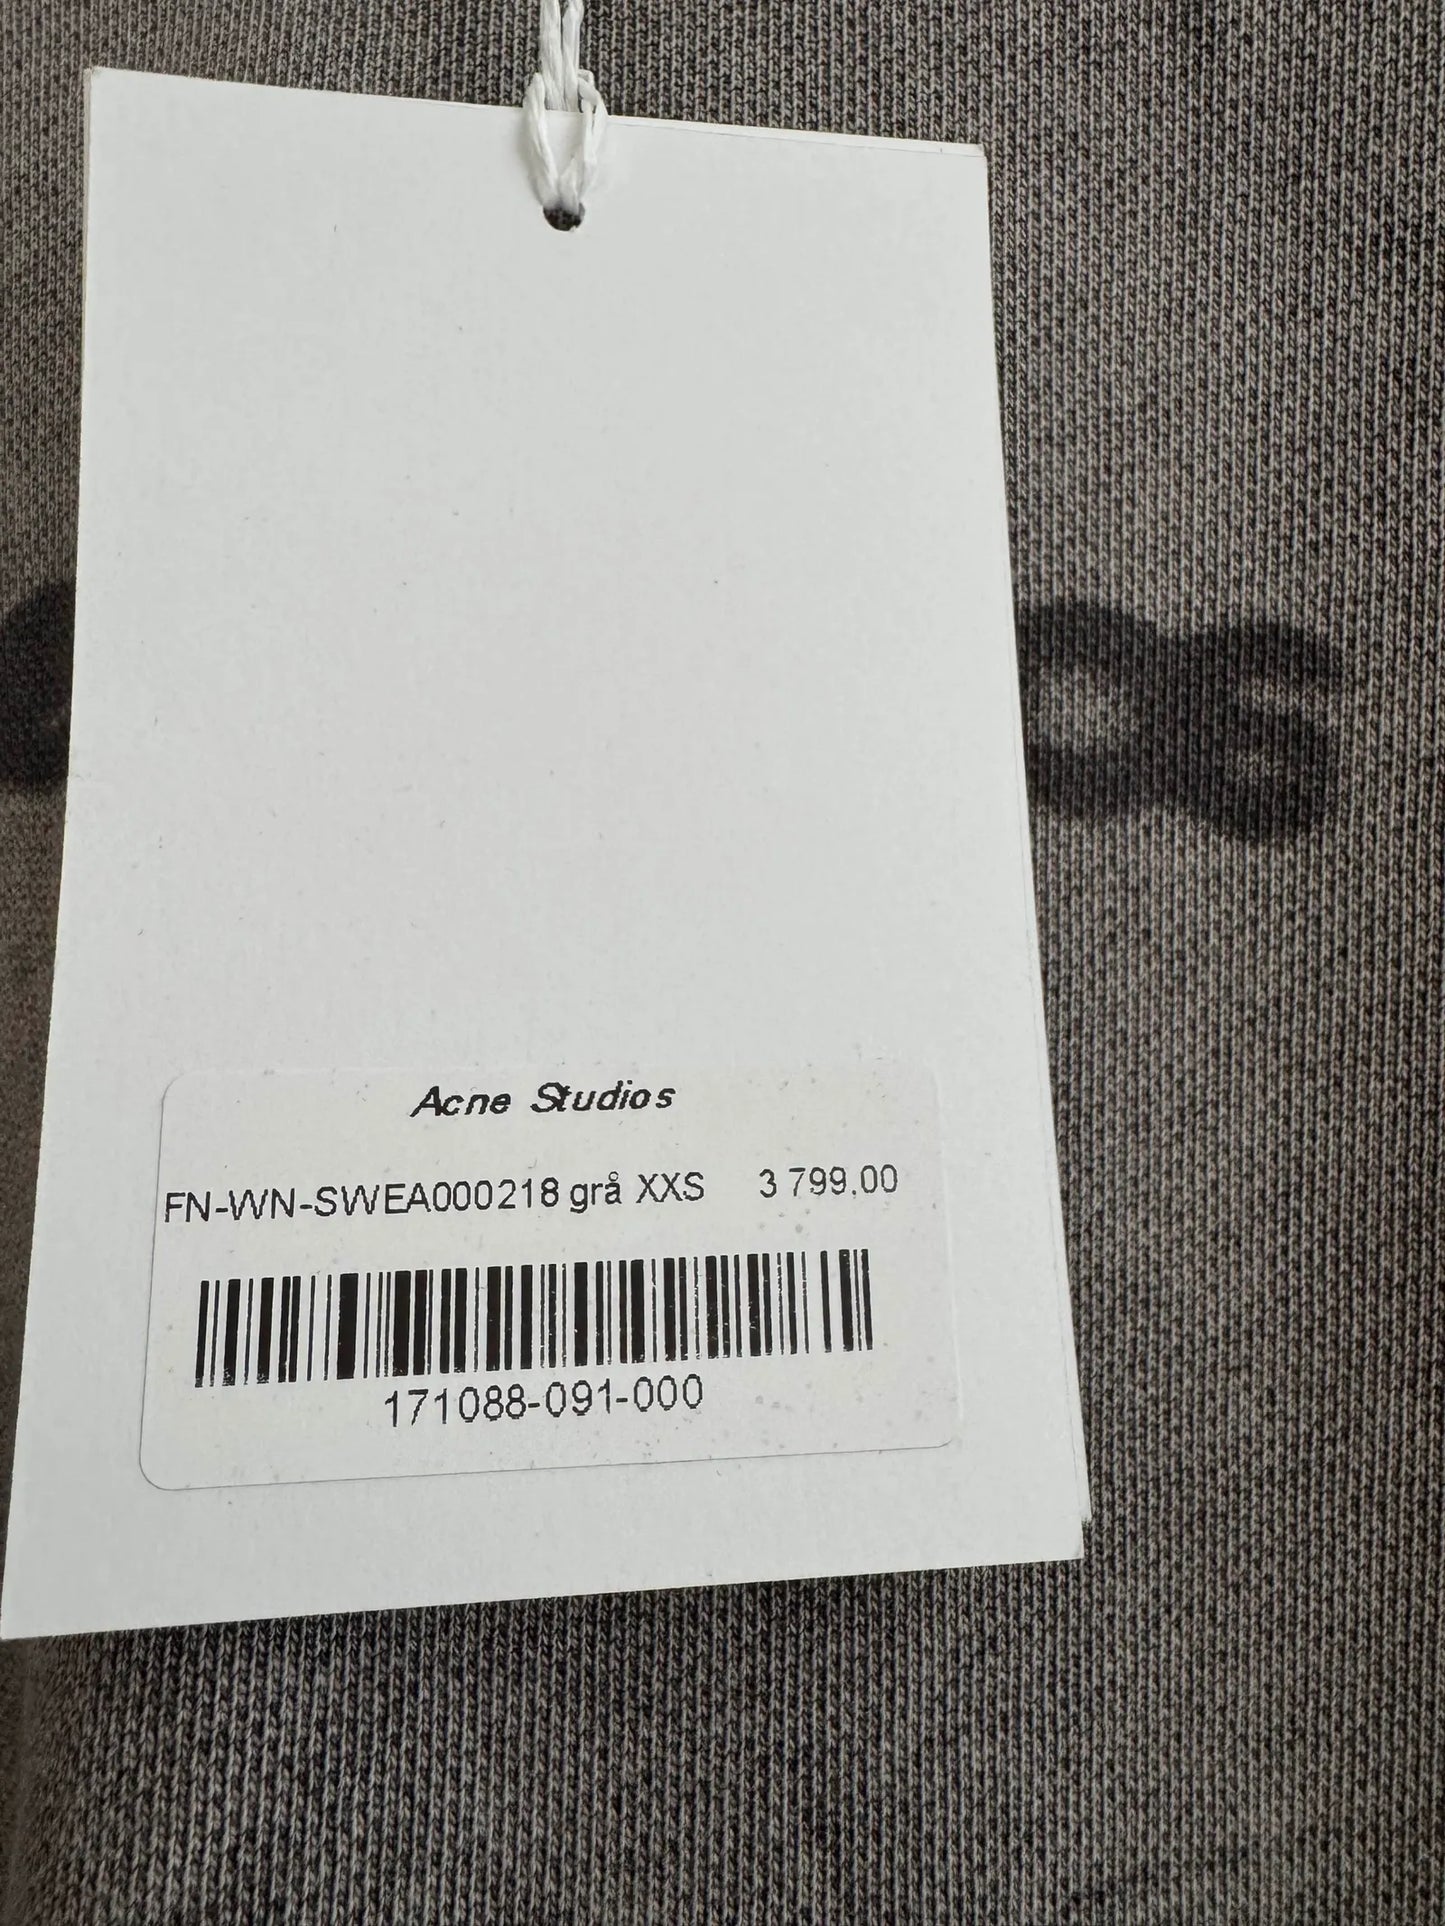 Acne Studios
FN-WN-SWEA000218 grå XXS 3 799,00
171088-091-000